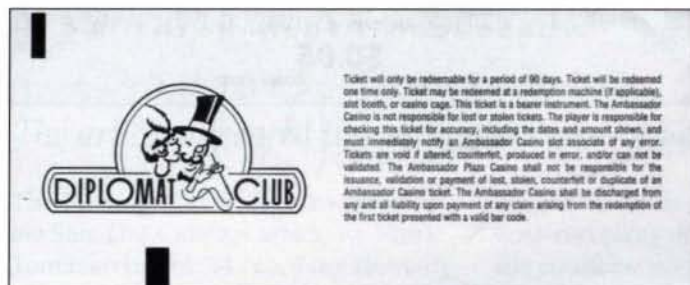 $0.05
DIPLOMAT CLUB
Ticket will only be redeemable for a period of 90 days. Ticket will be redeemed
one time only. Ticket may be redeemed at a redemption machine (if applicable),
slot booth, or casino cage. This ticket is a bearer instrument. The Ambassador
Casino is not responsible for lost or stolen tickets. The player is responsible for
checking this ticket for accuracy, including the dates and amount shown, and
must immediately notify an Ambassador Casino slot associate of any error.
Tickets are void if altered, counterfeit, produced in error, and/or can not be
validated. The Ambassador Plaza Casino shall not be responsible for the
issuance, validation or payment of lost, stolen, counterfeit or duplicate of an
Ambassador Casino ticket. The Ambassador Casino shall be discharged from
any and all liability upon payment of any claim arising from the redemption of
the first ticket presented with a valid bar code.